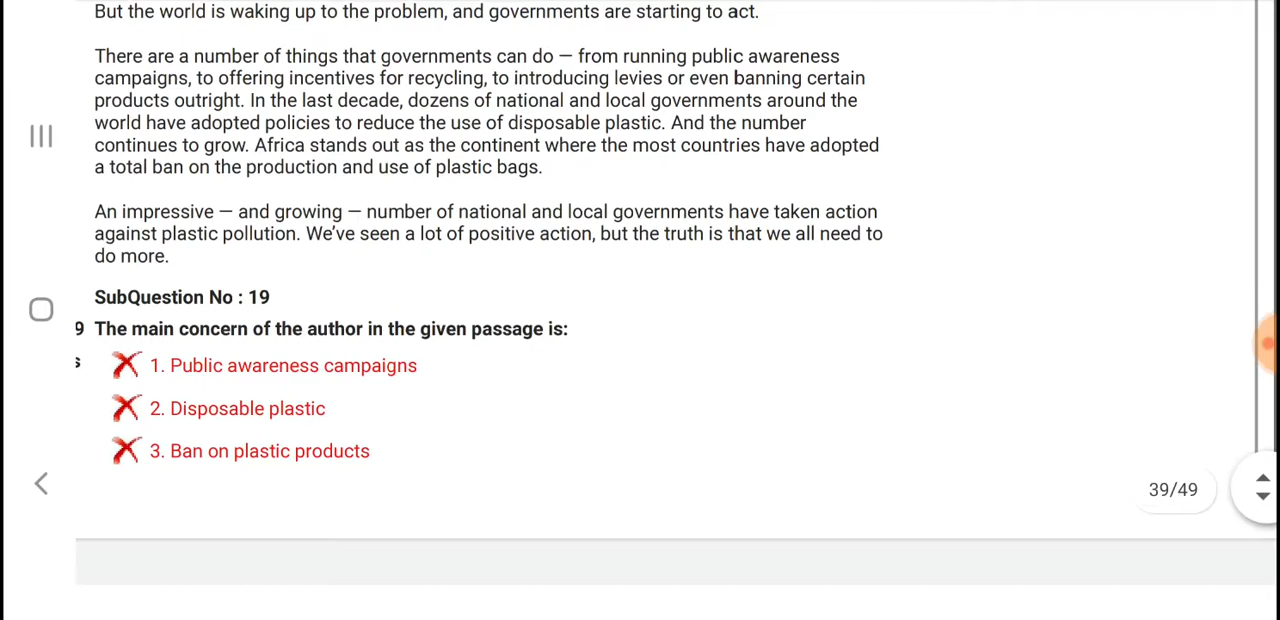 But the world is waking up to the problem, and governments are starting to act.
There are a number of things that governments can do — from running public awareness
campaigns, to offering incentives for recycling, to introducing levies or even banning certain
products outright. In the last decade, dozens of national and local governments around the
world have adopted policies to reduce the use of disposable plastic. And the number
continues to grow. Africa stands out as the continent where the most countries have adopted
a total ban on the production and use of plastic bags.
An impressive — and growing — number of national and local governments have taken action
against plastic pollution. We've seen a lot of positive action, but the truth is that we all need to
do more.
SubQuestion No : 19
9 The main concern of the author in the given passage is:
s
1. Public awareness campaigns
2. Disposable plastic
3. Ban on plastic products
39/49